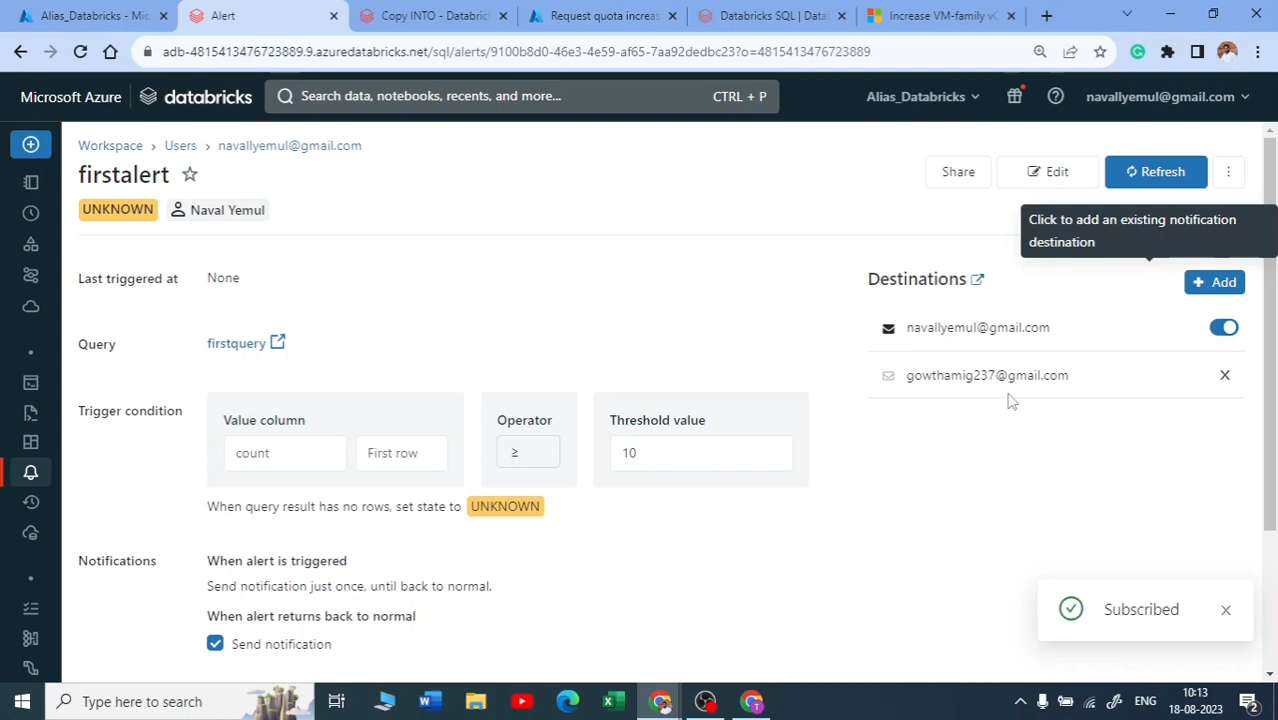 Alias_Databricks - Mic
Alert
Copy INTO - Databric
Request quota increas
Databricks SQL | Data
Increase VM-family vC
adb-4815413476723889.9.azuredatabricks.net/sql/alerts/9100b8d0-46e3-4e59-af65-7aa92dedbc23?o=4815413476723889
Microsoft Azure
databricks
Search data, notebooks, recents, and more...
CTRL + P
Alias_Databricks
navallyemul@gmail.com
Workspace > Users > navallyemul@gmail.com
firstalert
Share
Edit
Refresh
UNKNOWN
Naval Yemul
Click to add an existing notification
destination
Last triggered at
None
Destinations
Add
navallyemul@gmail.com
Query
firstquery
gowthamig237@gmail.com
Trigger condition
Value column
Operator
Threshold value
count
First row
≥
10
When query result has no rows, set state to UNKNOWN
Notifications
When alert is triggered
Send notification just once, until back to normal.
When alert returns back to normal
Send notification
Subscribed
Type here to search
ENG
10:13
18-08-2023
2